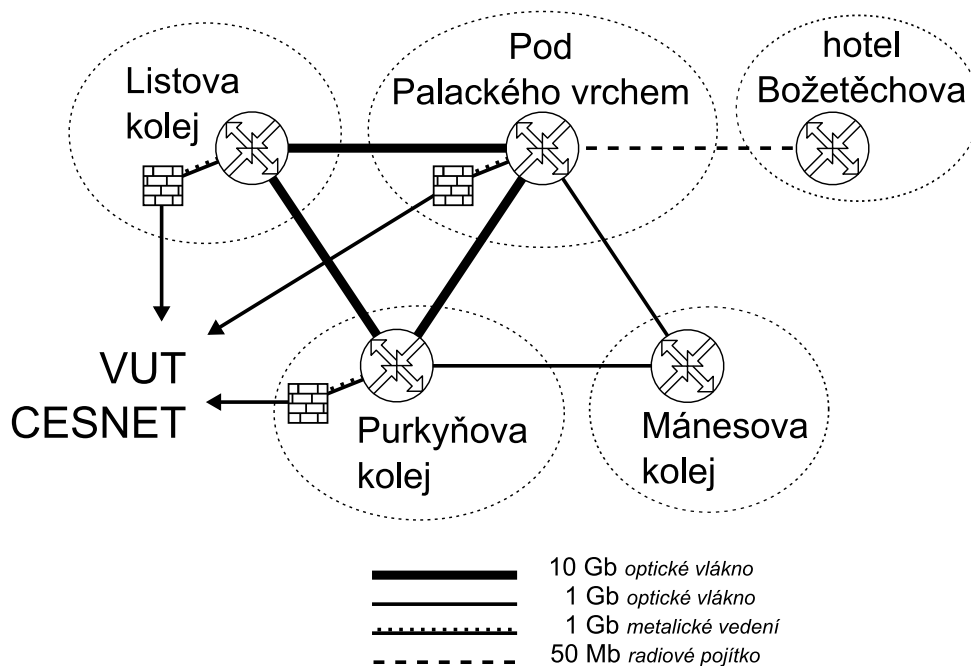 Listova
kolej
Pod
Palackého vrchem
hotel
Božetěchova
VUT
CESNET
Purkyňova
kolej
Mánesova
kolej
10 Gb optické vlákno
1 Gb optické vlákno
1 Gb metalické vedení
50 Mb radiové pojítko